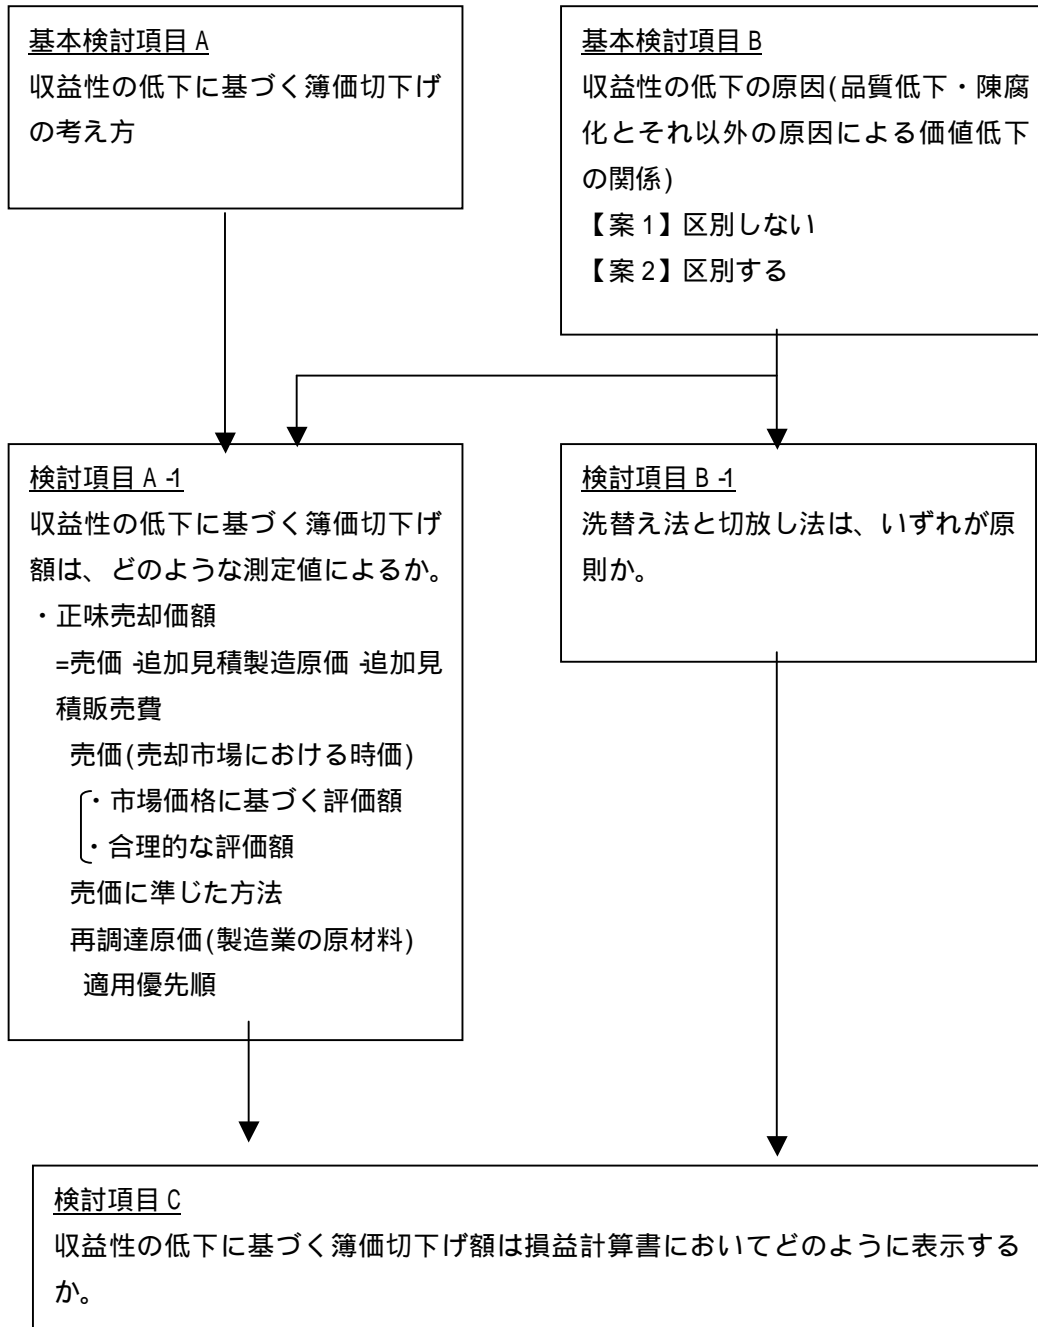 基本検討項目 A
収益性の低下に基づく簿価切下げ
の考え方
基本検討項目 B
収益性の低下の原因(品質低下・陳腐
化とそれ以外の原因による価値低下
の関係)
【案 1】区別しない
【案 2】区別する
検討項目 A-1
収益性の低下に基づく簿価切下げ
額は、どのような測定値によるか。
・正味売却価額
=売価-追加見積製造原価-追加見
積販売費
売価(売却市場における時価)
・市場価格に基づく評価額
・合理的な評価額
売価に準じた方法
再調達原価(製造業の原材料)
適用優先順
検討項目 B-1
洗替え法と切放し法は、いずれが原
則か。
検討項目 C
収益性の低下に基づく簿価切下げ額は損益計算書においてどのように表示する
か。